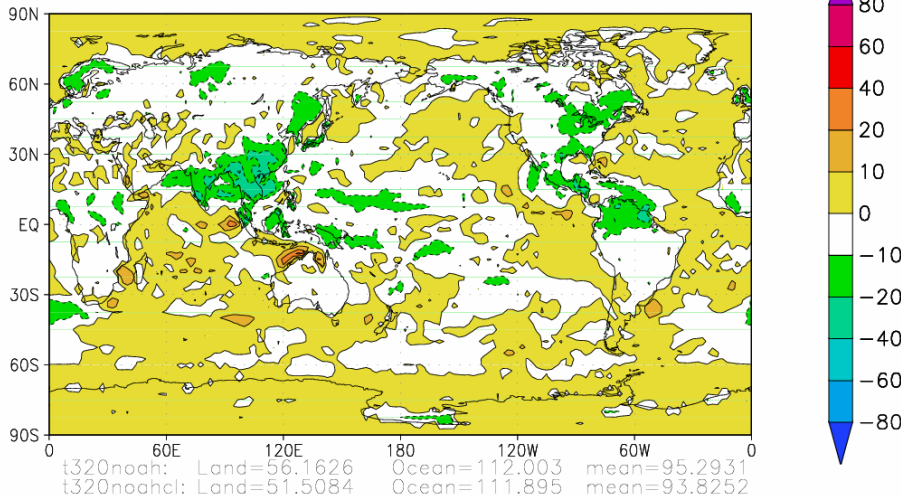 90N
60N
30N
EQ
30S
60S
90S
0 60E 120E 180 120W 60W 0
80
60
40
20
10
0
−10
−20
−40
−60
−80
t320noah: Land=56.1626 Ocean=112.003 mean=95.2931
t320noahcl: Land=51.5084 Ocean=111.895 mean=93.8252